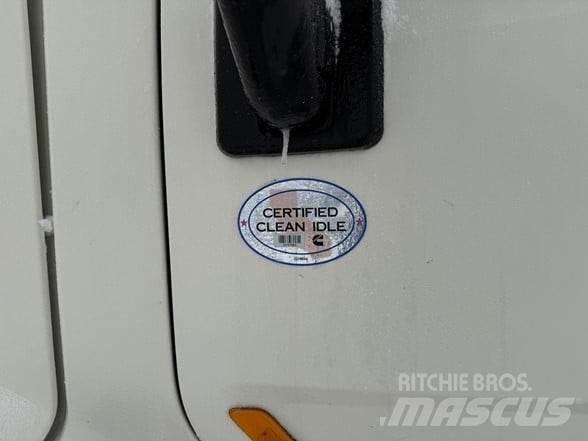 CERTIFIED
CLEAN IDLE
RITCHIE BROS.
MASCUS